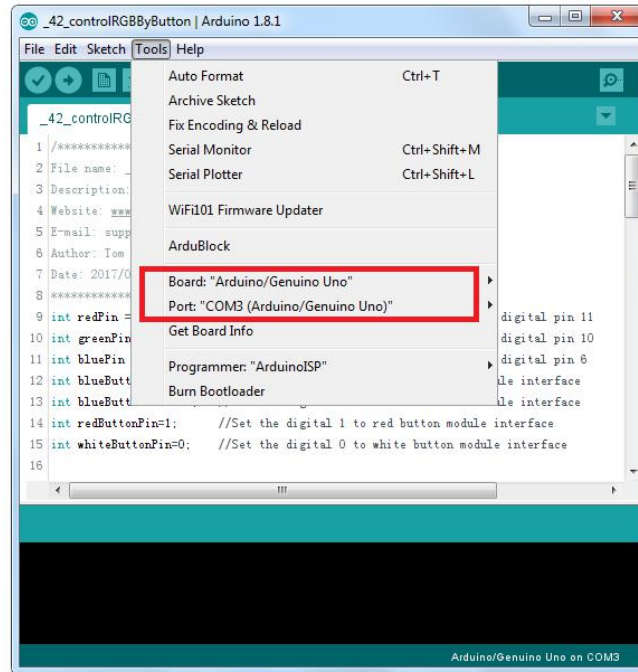 _42_controlRGBByButton | Arduino 1.8.1
File Edit Sketch Tools Help
Auto Format Ctrl+T
Archive Sketch
Fix Encoding & Reload
Serial Monitor Ctrl+Shift+M
Serial Plotter Ctrl+Shift+L
WiFi101 Firmware Updater
ArduBlock
Board: "Arduino/Genuino Uno"
Port: "COM3 (Arduino/Genuino Uno)"
Get Board Info
Programmer: "ArduinoISP"
Burn Bootloader
_42_controlRG
1 /***********
2 File name: _
3 Description:
4 Website: www
5 E-mail: supp
6 Author: Tom
7 Date: 2017/0
8 ************
9 int redPin = digital pin 11
10 int greenPin digital pin 10
11 int bluePin digital pin 6
12 int blueButt le interface
13 int blueButt le interface
14 int redButtonPin=1; //Set the digital 1 to red button module interface
15 int whiteButtonPin=0; //Set the digital 0 to white button module interface
16
Arduino/Genuino Uno on COM3